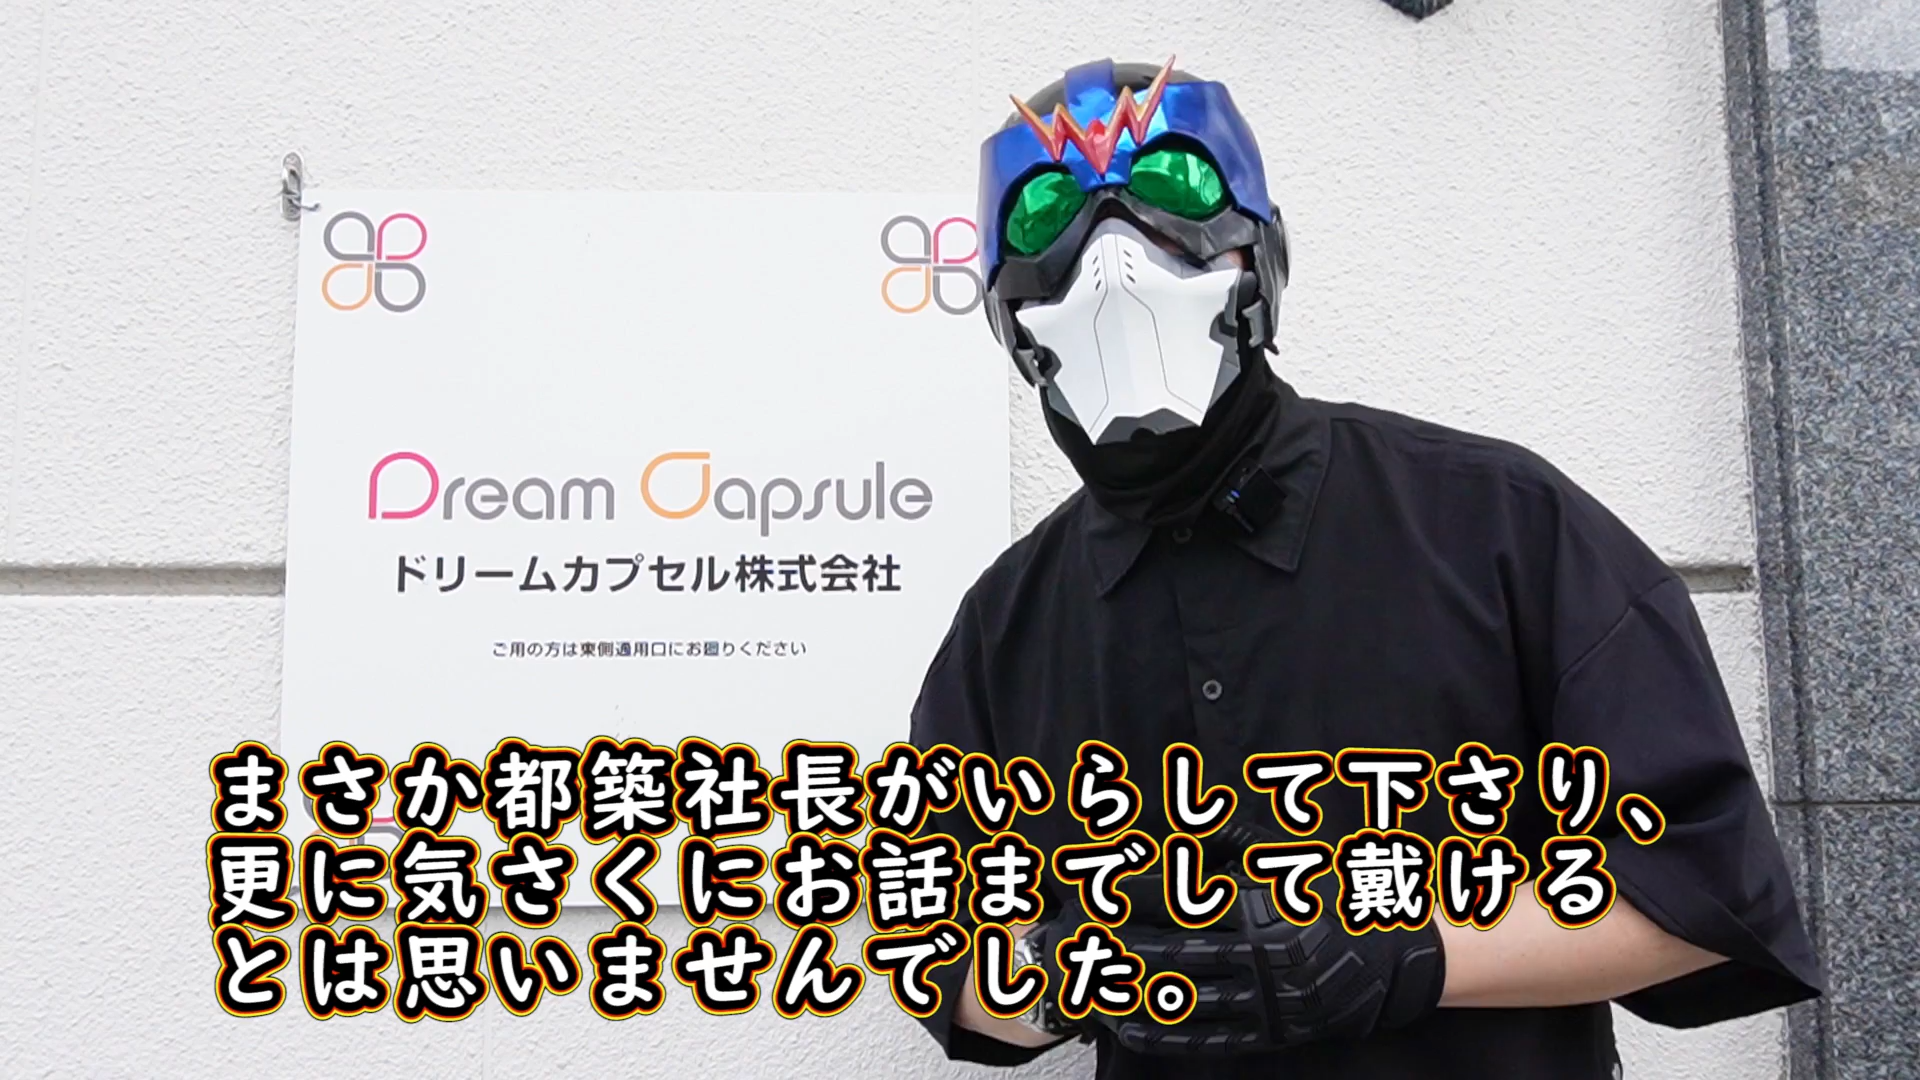 Dream Capsule
ドリームカプセル株式会社
ご用の方は東側通用口にお廻りください
まさか都築社長がいらして下さり、
更に気さくにお話までして戴ける
とは思いませんでした。